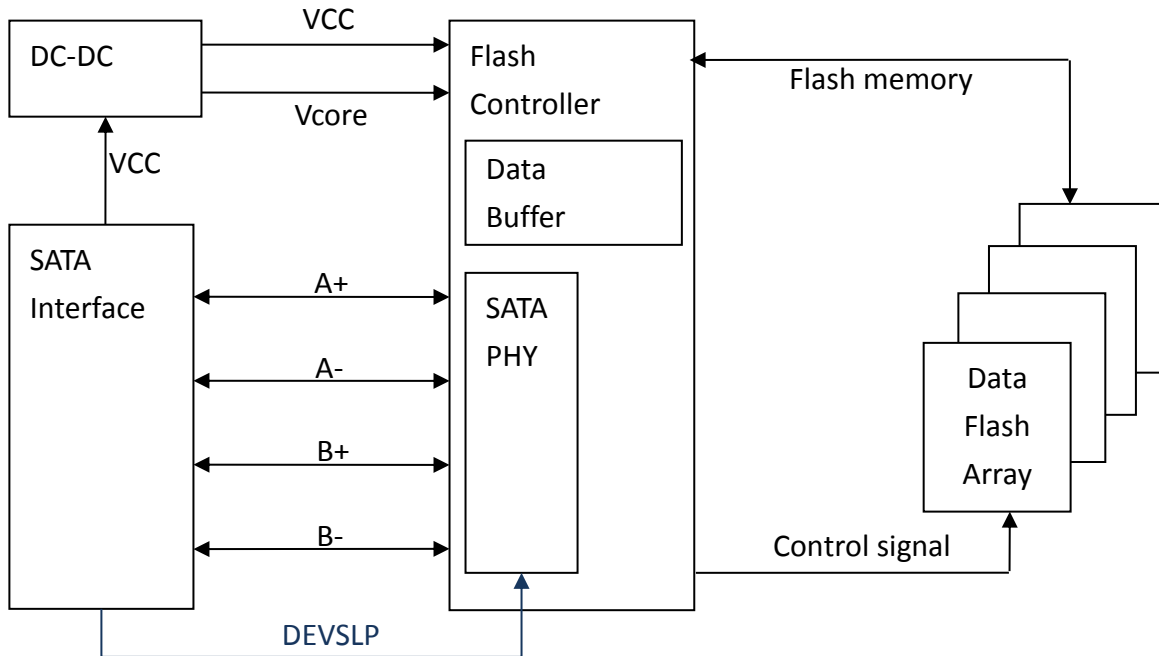 VCC
DC-DC
Vcore
VCC
Flash
Controller
Flash memory
Data
Buffer
SATA
Interface
A+
A-
B+
B-
SATA
PHY
Data
Flash
Array
Control signal
DEVSLP